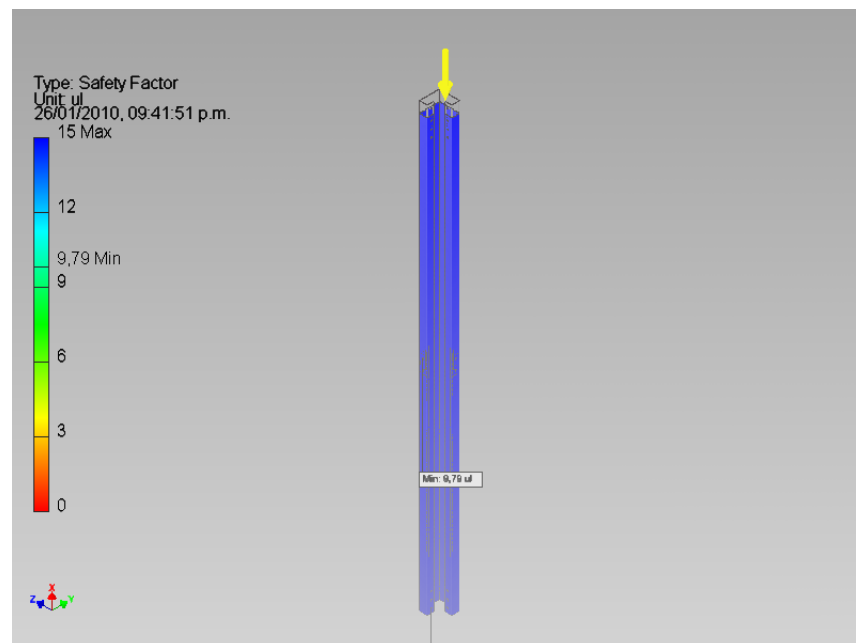 Type: Safety Factor
Unit: ul
26/01/2010, 09:41:51 p.m.
15 Max
12
9,79 Min
9
6
3
0
Min: 9,79 ul
X
Z
Y